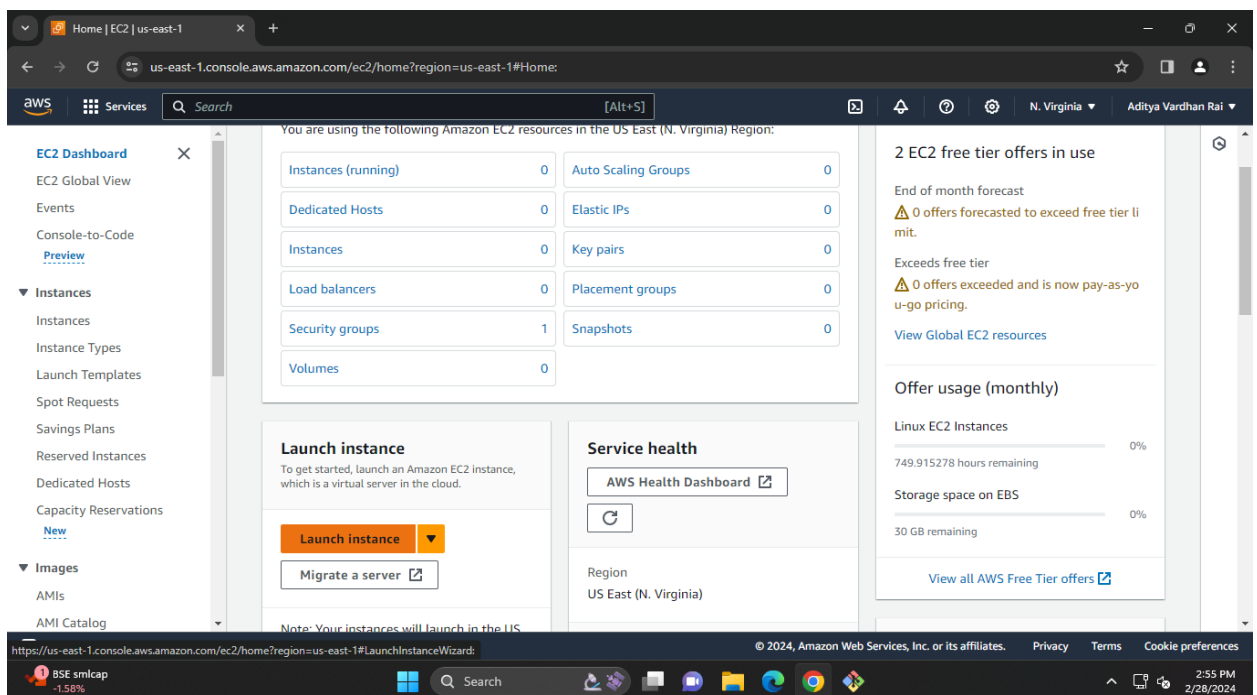 Home | EC2 | us-east-1
us-east-1.console.aws.amazon.com/ec2/home?region=us-east-1#Home:
aws
Services
Search
[Alt+S]
N. Virginia
Aditya Vardhan Rai
EC2 Dashboard
EC2 Global View
Events
Console-to-Code
Preview
Instances
Instances
Instance Types
Launch Templates
Spot Requests
Savings Plans
Reserved Instances
Dedicated Hosts
Capacity Reservations
New
Images
AMIs
AMI Catalog
You are using the following Amazon EC2 resources in the US East (N. Virginia) Region:
Instances (running) 0
Auto Scaling Groups 0
Dedicated Hosts 0
Elastic IPs 0
Instances 0
Key pairs 0
Load balancers 0
Placement groups 0
Security groups 1
Snapshots 0
Volumes 0
Launch instance
To get started, launch an Amazon EC2 instance,
which is a virtual server in the cloud.
Launch instance
Migrate a server
Note: Your instances will launch in the US
Service health
AWS Health Dashboard
Region
US East (N. Virginia)
2 EC2 free tier offers in use
End of month forecast
0 offers forecasted to exceed free tier li
mit.
Exceeds free tier
0 offers exceeded and is now pay-as-yo
u-go pricing.
View Global EC2 resources
Offer usage (monthly)
Linux EC2 Instances
0%
749.915278 hours remaining
Storage space on EBS
0%
30 GB remaining
View all AWS Free Tier offers
https://us-east-1.console.aws.amazon.com/ec2/home?region=us-east-1#LaunchInstanceWizard:
© 2024, Amazon Web Services, Inc. or its affiliates.
Privacy
Terms
Cookie preferences
1
BSE smlcap
-1.58%
Search
2:55 PM
2/28/2024